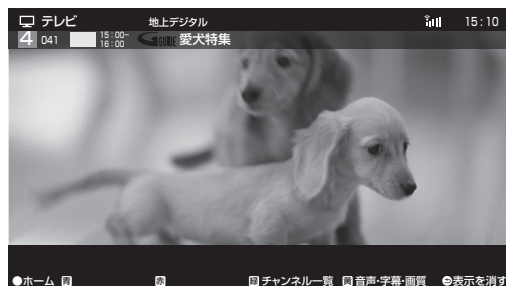 テレビ 地上デジタル 15:10
4 041 15:00-16:00 G GUIDE 愛犬特集
●ホーム 青 赤 緑 チャンネル一覧 黄 音声・字幕・画質 表示を消す